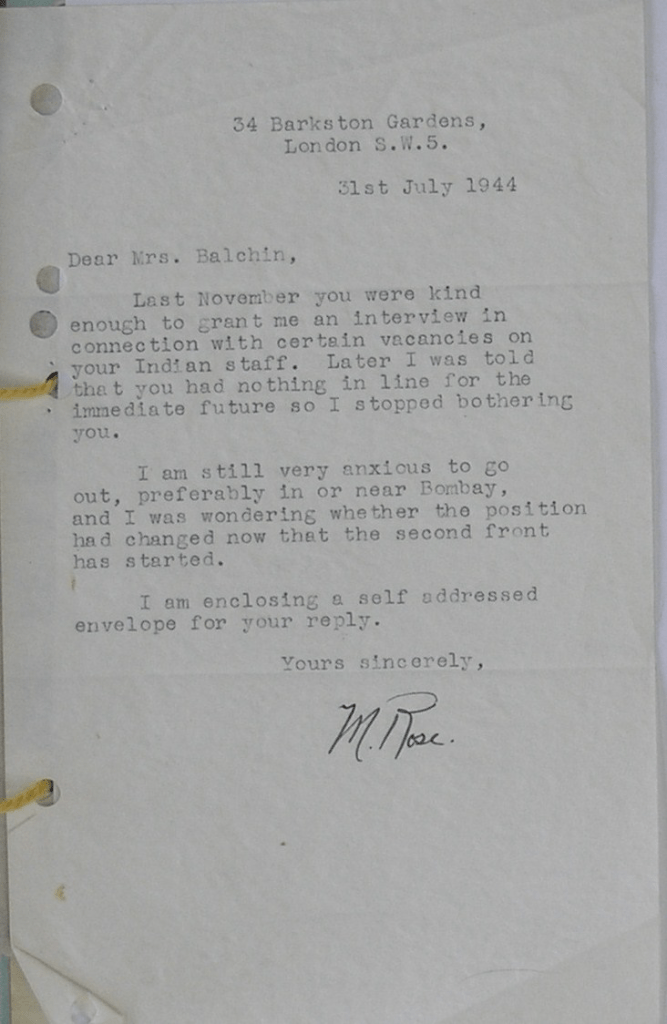 34 Barkston Gardens,
London S.W.5.
31st July 1944
Dear Mrs. Balchin,
Last November you were kind
enough to grant me an interview in
connection with certain vacancies on
your Indian staff. Later I was told
that you had nothing in line for the
immediate future so I stopped bothering
you.
I am still very anxious to go
out, preferably in or near Bombay,
and I was wondering whether the position
had changed now that the second front
has started.
I am enclosing a self addressed
envelope for your reply.
Yours sincerely,
M. Rose.